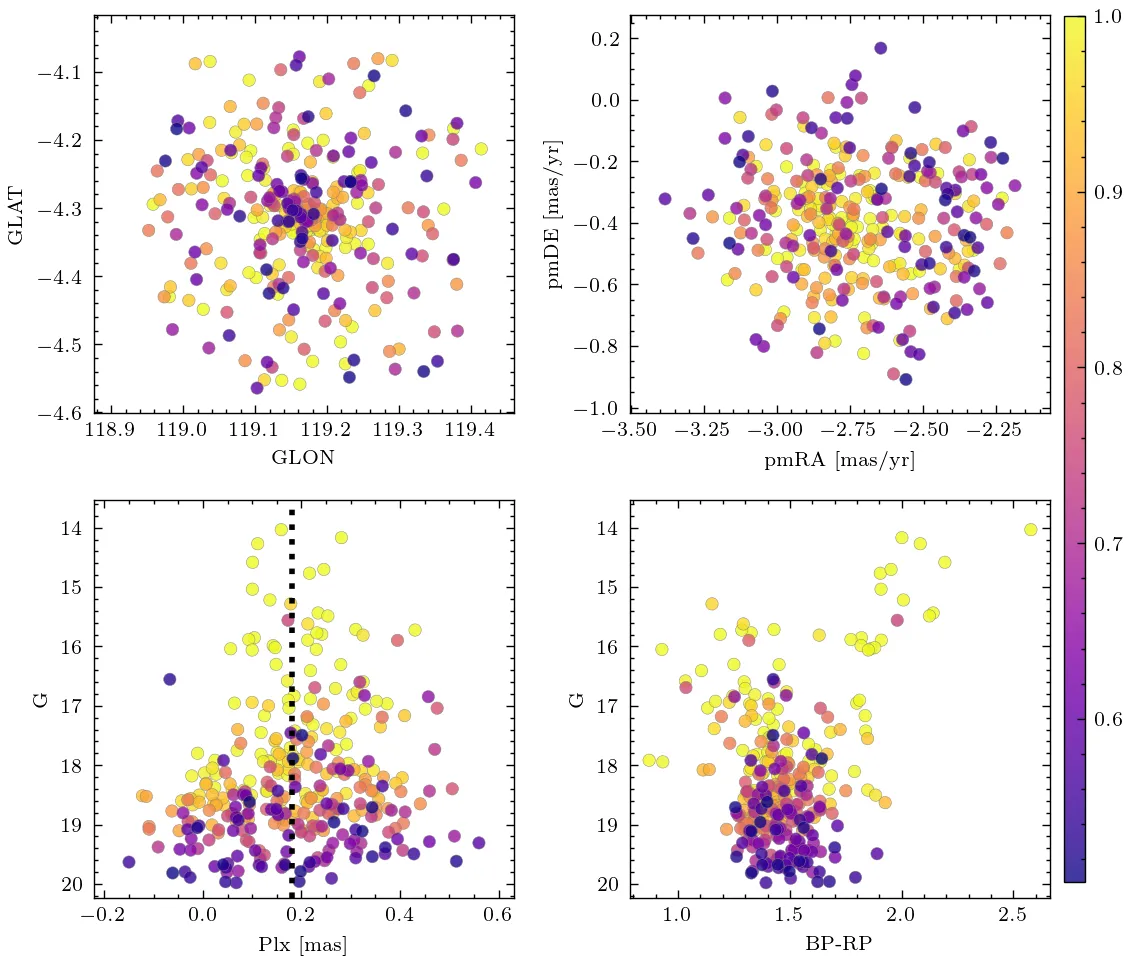 −4.1
−4.2
−4.3
−4.4
−4.5
−4.6
GLAT
118.9 119.0 119.1 119.2 119.3 119.4
GLON
0.2
0.0
−0.2
−0.4
−0.6
−0.8
−1.0
pmDE [mas/yr]
−3.50 −3.25 −3.00 −2.75 −2.50 −2.25
pmRA [mas/yr]
14
15
16
17
18
19
20
G
−0.2 0.0 0.2 0.4 0.6
Plx [mas]
14
15
16
17
18
19
20
G
1.0 1.5 2.0 2.5
BP-RP
1.0
0.9
0.8
0.7
0.6